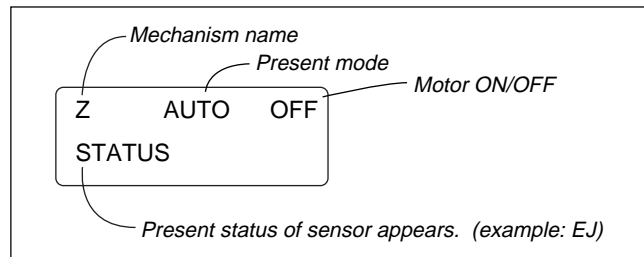 Mechanism name
Present mode
Motor ON/OFF
Z AUTO OFF
STATUS
Present status of sensor appears. (example: EJ)